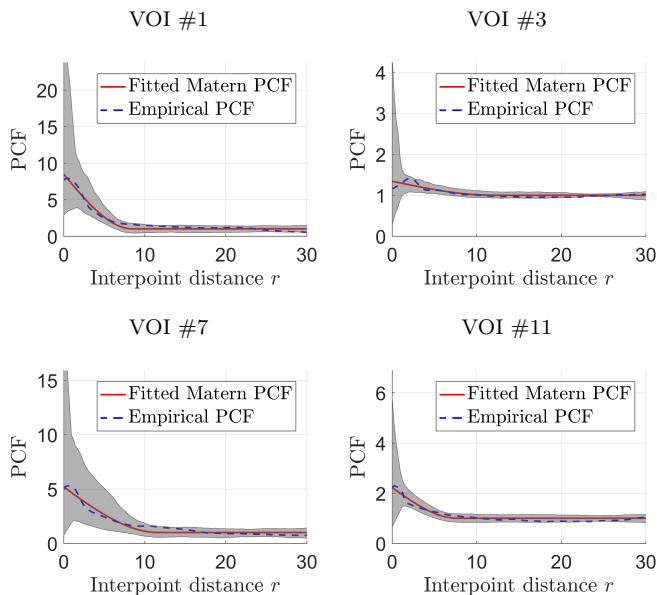 VOI #1
VOI #3
Fitted Matern PCF
Empirical PCF
PCF
20
15
10
5
0
0
10
20
30
Interpoint distance r
Fitted Matern PCF
Empirical PCF
PCF
4
3
2
1
0
0
10
20
30
Interpoint distance r
VOI #7
VOI #11
Fitted Matern PCF
Empirical PCF
PCF
15
10
5
0
0
10
20
30
Interpoint distance r
Fitted Matern PCF
Empirical PCF
PCF
6
4
2
0
0
10
20
30
Interpoint distance r